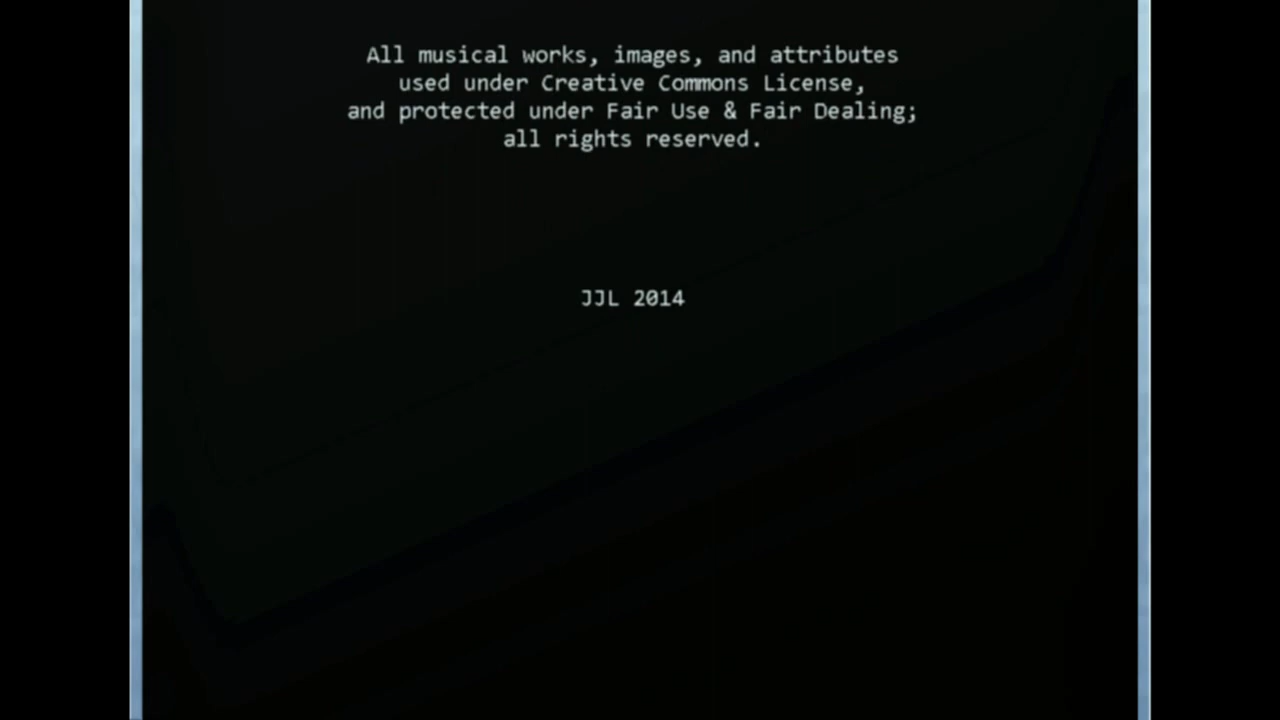 All musical works, images, and attributes
used under Creative Commons License,
and protected under Fair Use & Fair Dealing;
all rights reserved.
JJL 2014